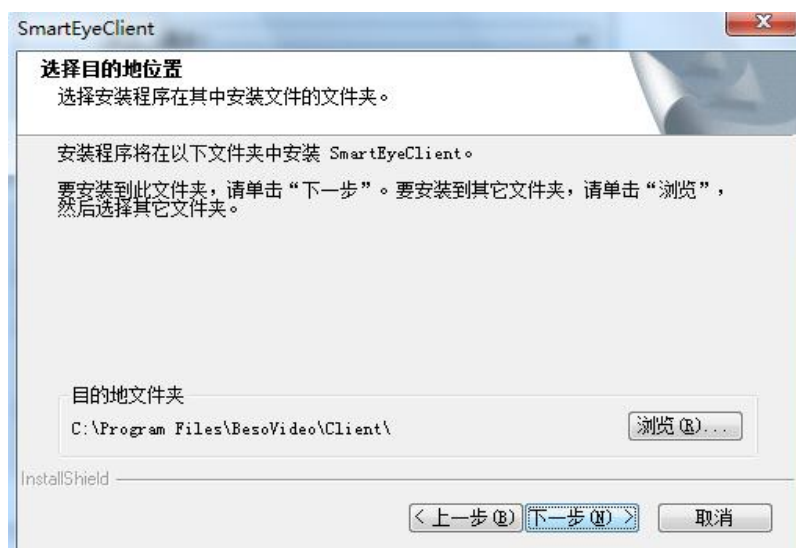 SmartEyeClient
选择目的地位置
选择安装程序在其中安装文件的文件夹。
安装程序将在以下文件夹中安装 SmartEyeClient。
要安装到此文件夹，请单击“下一步”。要安装到其它文件夹，请单击“浏览”，
然后选择其它文件夹。
目的地文件夹
C:\Program Files\BesoVideo\Client\
浏览(R)...
InstallShield
< 上一步(B)
下一步(N) >
取消